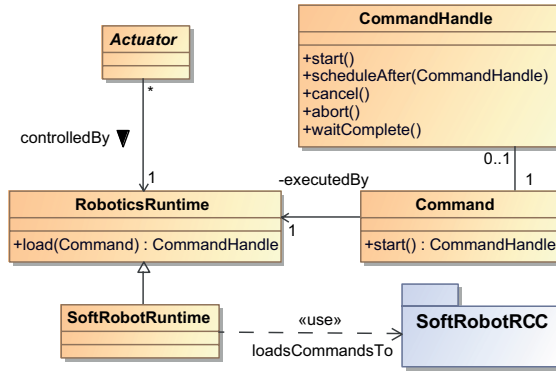 Actuator
*
controlledBy
1
CommandHandle
+start()
+scheduleAfter(CommandHandle)
+cancel()
+abort()
+waitComplete()
0..1
1
-executedBy
1
RoboticsRuntime
+load(Command) : CommandHandle
Command
+start() : CommandHandle
SoftRobotRuntime
«use»
loadsCommandsTo
SoftRobotRCC